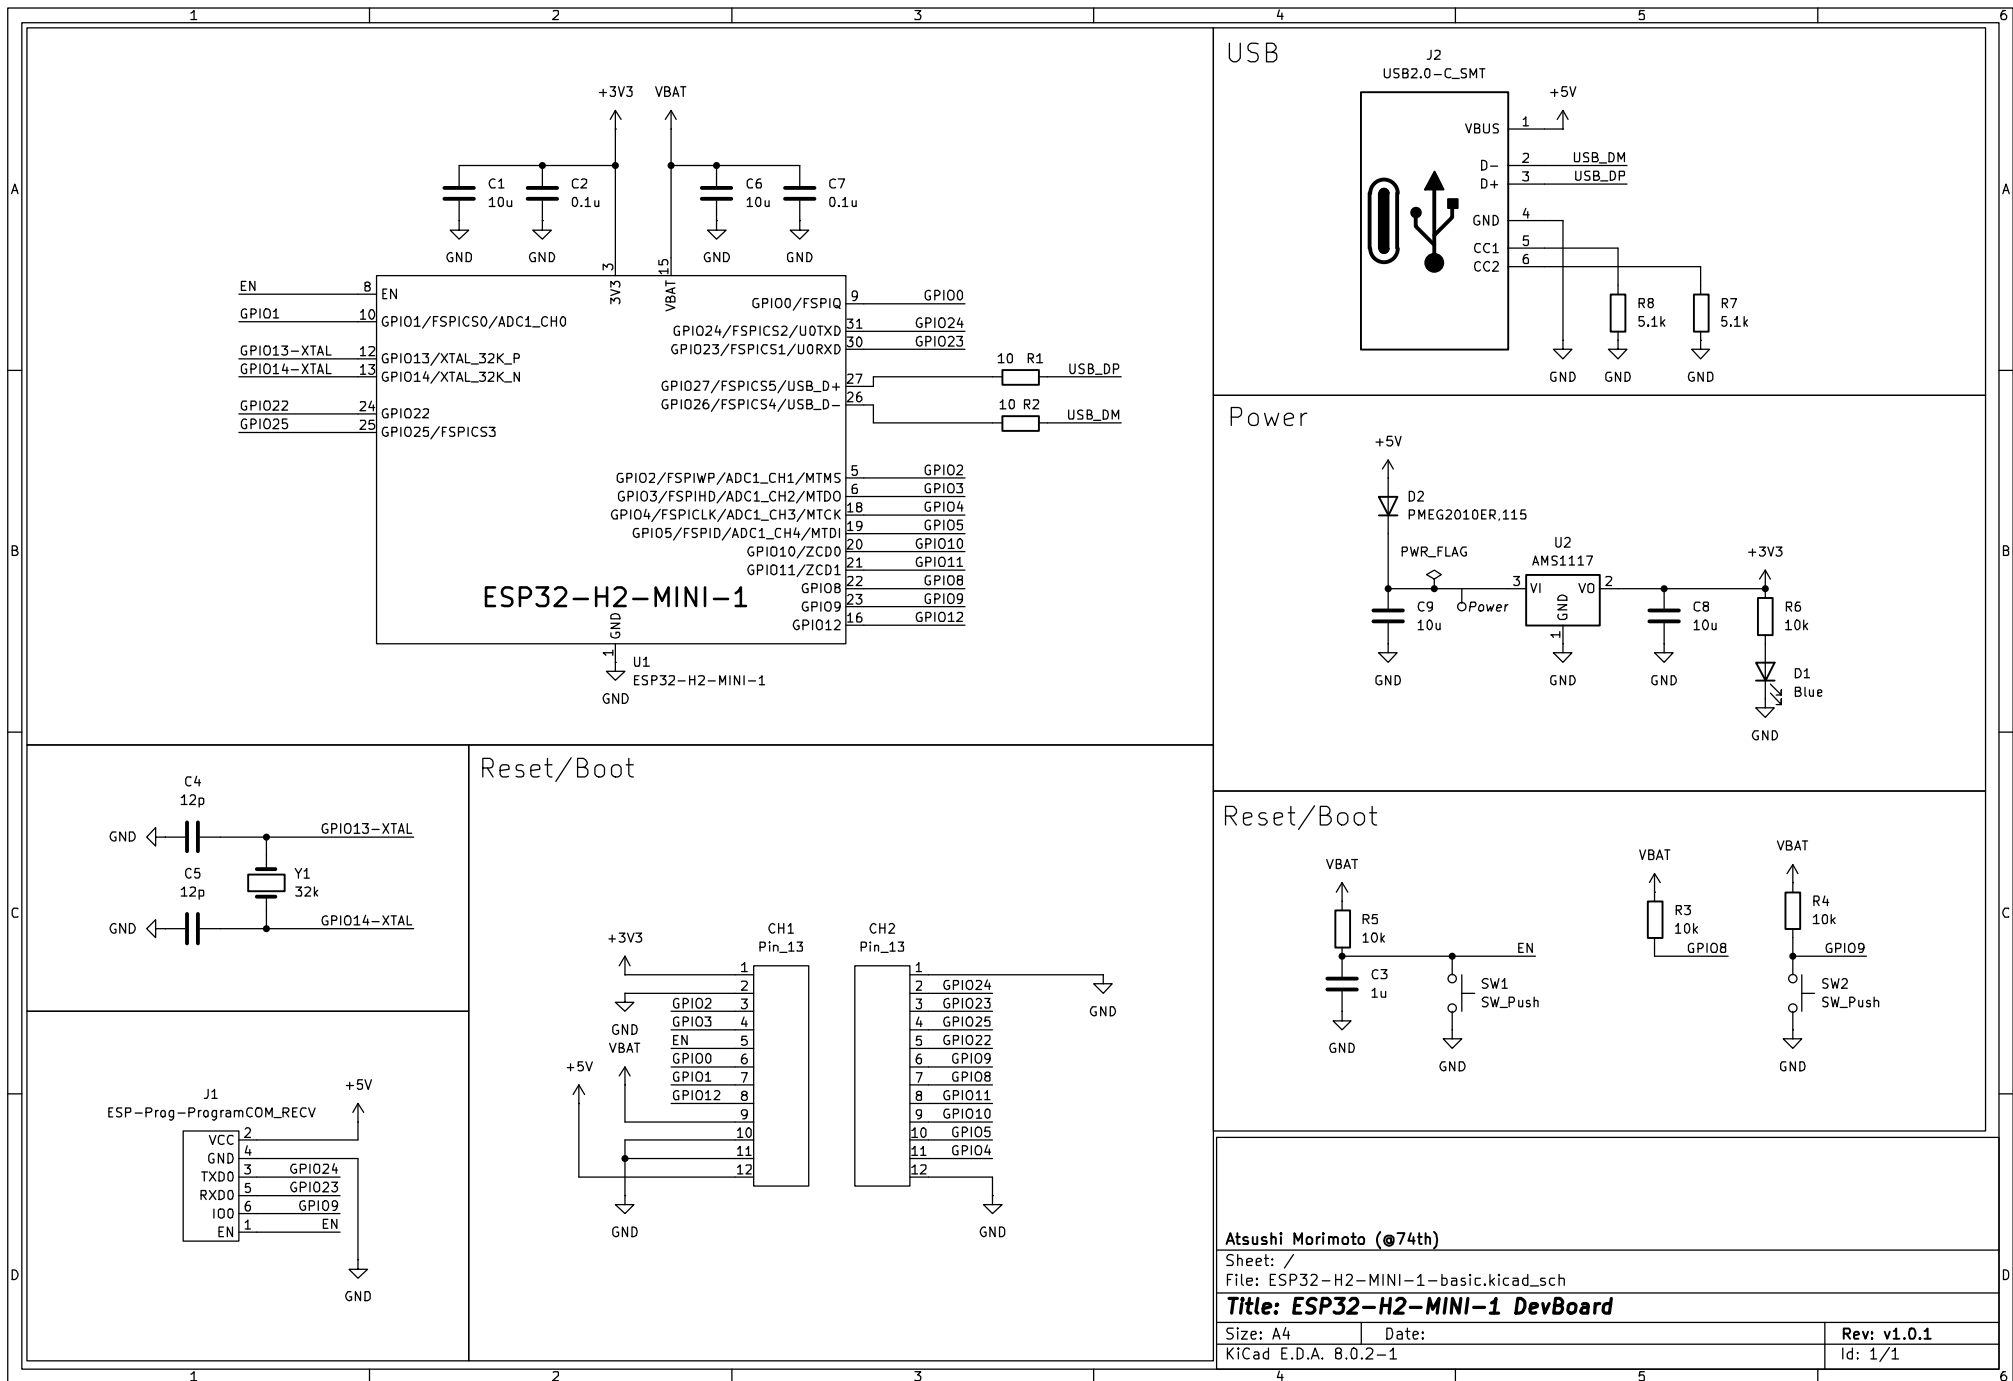 1 2 3 4 5 6
A
B
C
D
+3V3 VBAT
C1
10u
C2
0.1u
C6
10u
C7
0.1u
GND GND GND GND
3 3V3
15 VBAT
EN 8 EN
GPIO1 10 GPIO1/FSPICS0/ADC1_CH0
GPIO13-XTAL 12 GPIO13/XTAL_32K_P
GPIO14-XTAL 13 GPIO14/XTAL_32K_N
GPIO22 24 GPIO22
GPIO25 25 GPIO25/FSPICS3
GPIO0/FSPIQ 9 GPIO0
GPIO24/FSPICS2/U0TXD 31 GPIO24
GPIO23/FSPICS1/U0RXD 30 GPIO23
GPIO27/FSPICS5/USB_D+ 27 10 R1 USB_DP
GPIO26/FSPICS4/USB_D- 26 10 R2 USB_DM
GPIO2/FSPIWP/ADC1_CH1/MTMS 5 GPIO2
GPIO3/FSPIHD/ADC1_CH2/MTDO 6 GPIO3
GPIO4/FSPICLK/ADC1_CH3/MTCK 18 GPIO4
GPIO5/FSPID/ADC1_CH4/MTDI 19 GPIO5
GPIO10/ZCD0 20 GPIO10
GPIO11/ZCD1 21 GPIO11
GPIO8 22 GPIO8
GPIO9 23 GPIO9
GPIO12 16 GPIO12
ESP32-H2-MINI-1
GND
1
U1
ESP32-H2-MINI-1
GND
USB
J2
USB2.0-C_SMT
+5V
VBUS 1
D- 2 USB_DM
D+ 3 USB_DP
GND 4
CC1 5
CC2 6
R8
5.1k
R7
5.1k
GND GND GND
Power
+5V
D2
PMEG2010ER,115
PWR_FLAG
U2
AMS1117
+3V3
3 VI VO 2
GND
1
Power
C9
10u
C8
10u
R6
10k
GND GND GND
D1
Blue
GND
C4
12p
GND GPIO13-XTAL
C5
12p
Y1
32k
GND GPIO14-XTAL
Reset/Boot
CH1
Pin_13
CH2
Pin_13
+3V3
1
2
GND
GPIO2 3
GPIO3 4
EN 5
VBAT
GPIO0 6
+5V
GPIO1 7
GPIO12 8
9
10
11
12
GND
1
GND
2 GPIO24
3 GPIO23
4 GPIO25
5 GPIO22
6 GPIO9
7 GPIO8
8 GPIO11
9 GPIO10
10 GPIO5
11 GPIO4
12
GND
Reset/Boot
VBAT VBAT VBAT
R5
10k
EN
C3
1u
SW1
SW_Push
GND GND
R3
10k
GPIO8
R4
10k
GPIO9
SW2
SW_Push
GND
J1
ESP-Prog-ProgramCOM_RECV
+5V
VCC 2
GND 4
TXD0 3 GPIO24
RXD0 5 GPIO23
IO0 6 GPIO9
EN 1 EN
GND
Atsushi Morimoto (@74th)
Sheet: /
File: ESP32-H2-MINI-1-basic.kicad_sch
Title: ESP32-H2-MINI-1 DevBoard
Size: A4 Date: Rev: v1.0.1
KiCad E.D.A. 8.0.2-1 Id: 1/1
A
B
C
D
1 2 3 4 5 6